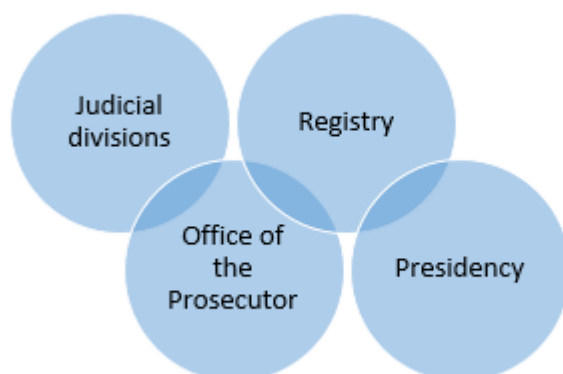 Judicial
divisions
Registry
Office of
the
Prosecutor
Presidency